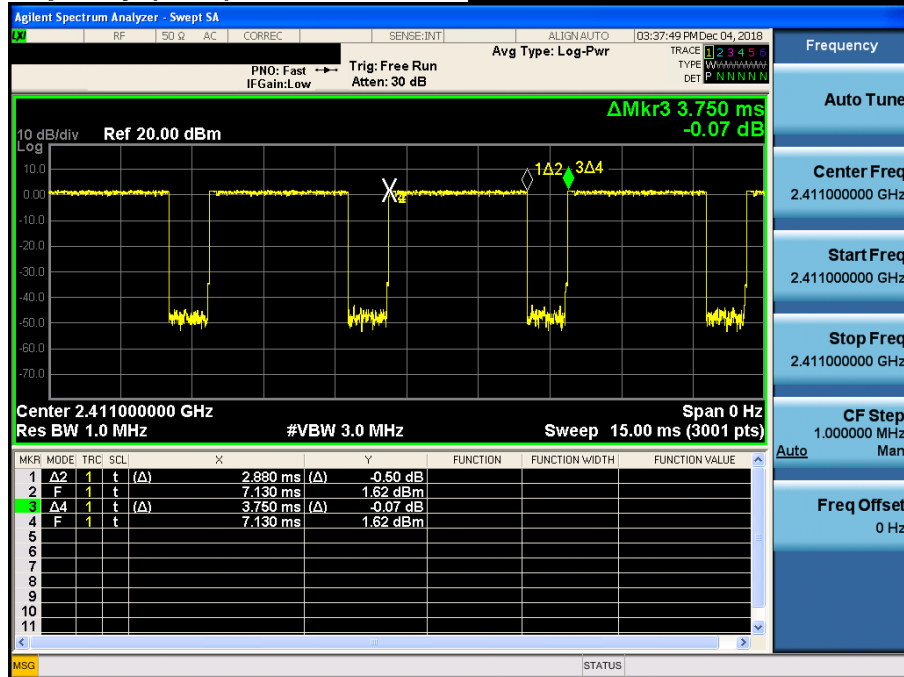 Agilent Spectrum Analyzer - Swept SA
LXI RF 50 Ω AC CORREC SENSE:INT ALIGN AUTO 03:37:49 PM Dec 04, 2018
PNO: Fast
IFGain:Low
Trig: Free Run
Atten: 30 dB
Avg Type: Log-Pwr
TRACE 1 2 3 4 5 6
TYPE WWWWWWWW
DET P N N N N N
ΔMkr3 3.750 ms
-0.07 dB
10 dB/div Ref 20.00 dBm
Log
10.0
0.00
-10.0
-20.0
-30.0
-40.0
-50.0
-60.0
-70.0
1Δ2 3Δ4
X
Center 2.411000000 GHz Span 0 Hz
Res BW 1.0 MHz #VBW 3.0 MHz Sweep 15.00 ms (3001 pts)
MKR MODE TRC SCL X Y FUNCTION FUNCTION WIDTH FUNCTION VALUE
1 Δ2 1 t (Δ) 2.880 ms (Δ) -0.50 dB
2 F 1 t 7.130 ms 1.62 dBm
3 Δ4 1 t (Δ) 3.750 ms (Δ) -0.07 dB
4 F 1 t 7.130 ms 1.62 dBm
5
6
7
8
9
10
11
MSG STATUS
Frequency
Auto Tune
Center Freq
2.411000000 GHz
Start Freq
2.411000000 GHz
Stop Freq
2.411000000 GHz
CF Step
1.000000 MHz
Auto Man
Freq Offset
0 Hz